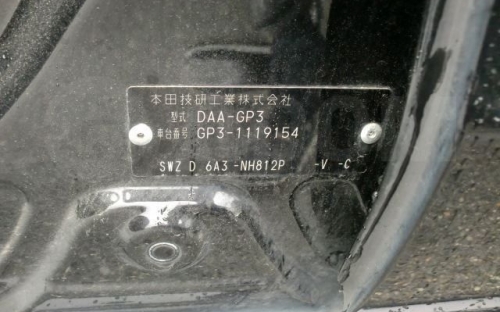 本田技研工業株式会社
型式 DAA-GP3
車台番号 GP3-1119154
SWZ D 6A3-NH812P -V -C